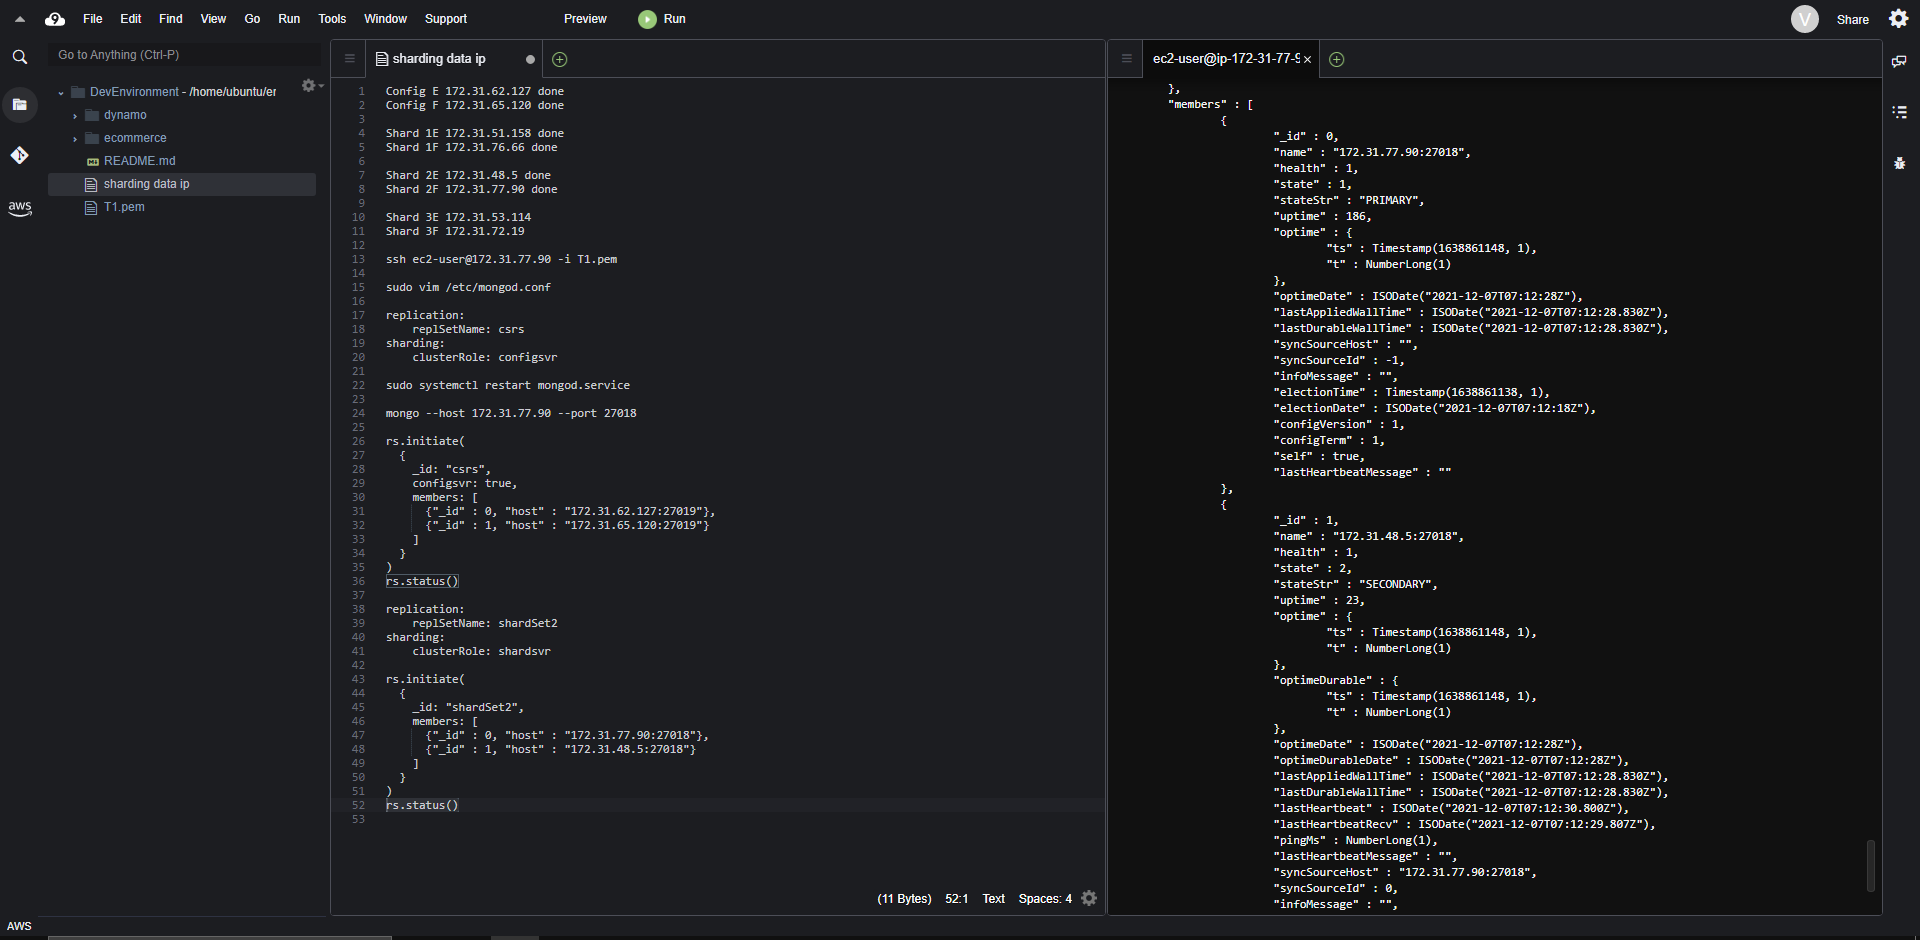 File Edit Find View Go Run Tools Window Support Preview Run V Share
Go to Anything (Ctrl-P)
DevEnvironment - /home/ubuntu/er
dynamo
ecommerce
README.md
sharding data ip
T1.pem
aws
sharding data ip
1 Config E 172.31.62.127 done
2 Config F 172.31.65.120 done
3
4 Shard 1E 172.31.51.158 done
5 Shard 1F 172.31.76.66 done
6
7 Shard 2E 172.31.48.5 done
8 Shard 2F 172.31.77.90 done
9
10 Shard 3E 172.31.53.114
11 Shard 3F 172.31.72.19
12
13 ssh ec2-user@172.31.77.90 -i T1.pem
14
15 sudo vim /etc/mongod.conf
16
17 replication:
18     replSetName: csrs
19 sharding:
20     clusterRole: configsvr
21
22 sudo systemctl restart mongod.service
23
24 mongo --host 172.31.77.90 --port 27018
25
26 rs.initiate(
27   {
28     _id: "csrs",
29     configsvr: true,
30     members: [
31       {"_id" : 0, "host" : "172.31.62.127:27019"},
32       {"_id" : 1, "host" : "172.31.65.120:27019"}
33     ]
34   }
35 )
36 rs.status()
37
38 replication:
39     replSetName: shardSet2
40 sharding:
41     clusterRole: shardsvr
42
43 rs.initiate(
44   {
45     _id: "shardSet2",
46     members: [
47       {"_id" : 0, "host" : "172.31.77.90:27018"},
48       {"_id" : 1, "host" : "172.31.48.5:27018"}
49     ]
50   }
51 )
52 rs.status()
53
(11 Bytes) 52:1 Text Spaces: 4
ec2-user@ip-172-31-77-9
},
"members" : [
{
"_id" : 0,
"name" : "172.31.77.90:27018",
"health" : 1,
"state" : 1,
"stateStr" : "PRIMARY",
"uptime" : 186,
"optime" : {
"ts" : Timestamp(1638861148, 1),
"t" : NumberLong(1)
},
"optimeDate" : ISODate("2021-12-07T07:12:28Z"),
"lastAppliedWallTime" : ISODate("2021-12-07T07:12:28.830Z"),
"lastDurableWallTime" : ISODate("2021-12-07T07:12:28.830Z"),
"syncSourceHost" : "",
"syncSourceId" : -1,
"infoMessage" : "",
"electionTime" : Timestamp(1638861138, 1),
"electionDate" : ISODate("2021-12-07T07:12:18Z"),
"configVersion" : 1,
"configTerm" : 1,
"self" : true,
"lastHeartbeatMessage" : ""
},
{
"_id" : 1,
"name" : "172.31.48.5:27018",
"health" : 1,
"state" : 2,
"stateStr" : "SECONDARY",
"uptime" : 23,
"optime" : {
"ts" : Timestamp(1638861148, 1),
"t" : NumberLong(1)
},
"optimeDurable" : {
"ts" : Timestamp(1638861148, 1),
"t" : NumberLong(1)
},
"optimeDate" : ISODate("2021-12-07T07:12:28Z"),
"optimeDurableDate" : ISODate("2021-12-07T07:12:28Z"),
"lastAppliedWallTime" : ISODate("2021-12-07T07:12:28.830Z"),
"lastDurableWallTime" : ISODate("2021-12-07T07:12:28.830Z"),
"lastHeartbeat" : ISODate("2021-12-07T07:12:30.800Z"),
"lastHeartbeatRecv" : ISODate("2021-12-07T07:12:29.807Z"),
"pingMs" : NumberLong(1),
"lastHeartbeatMessage" : "",
"syncSourceHost" : "172.31.77.90:27018",
"syncSourceId" : 0,
"infoMessage" : "",
AWS